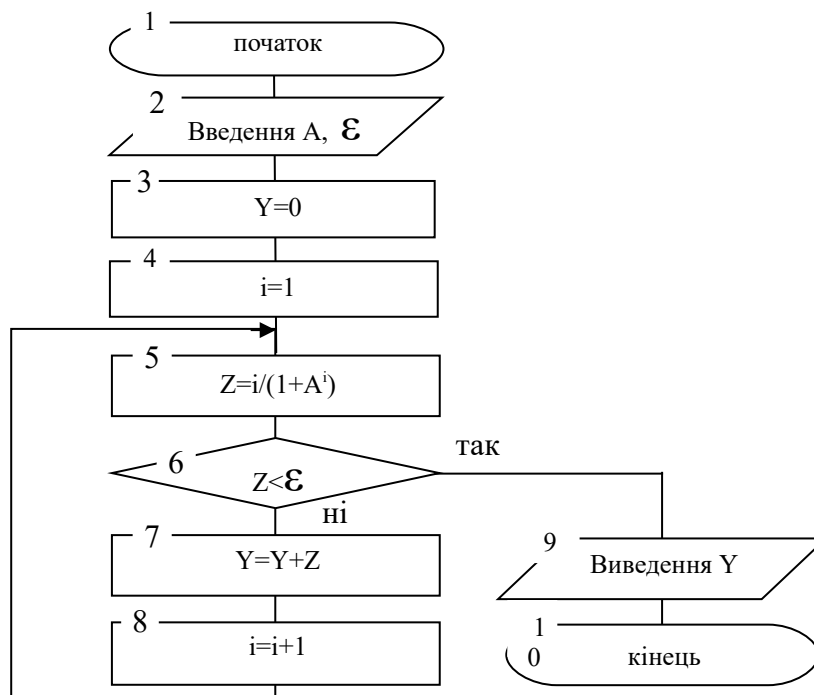 1
початок
2
Введення A, ε
3
Y=0
4
i=1
5
Z=i/(1+Aⁱ)
6
Z<ε
так
ні
7
Y=Y+Z
8
i=i+1
9
Виведення Y
1
0
кінець